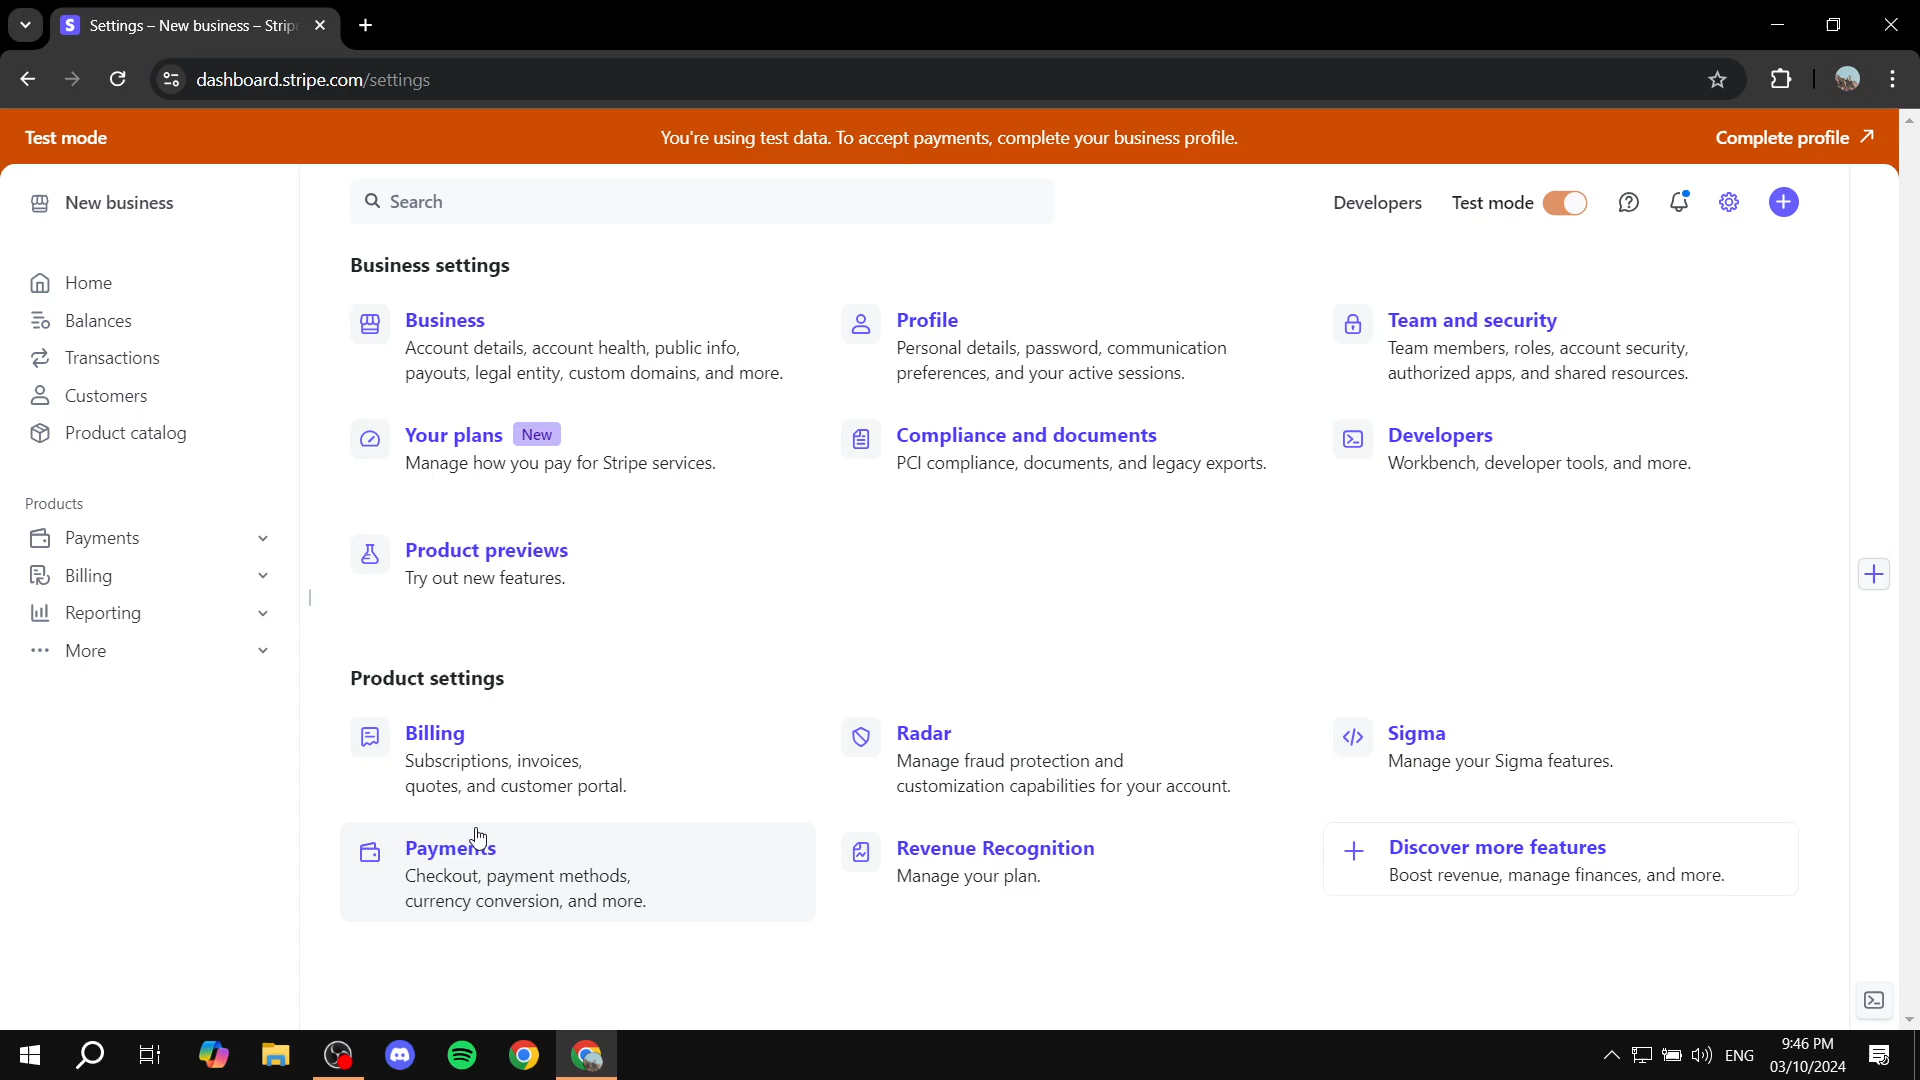 Settings – New business – Strip
dashboard.stripe.com/settings
Test mode
You're using test data. To accept payments, complete your business profile.
Complete profile
New business
Search
Developers
Test mode
Home
Balances
Transactions
Customers
Product catalog
Products
Payments
Billing
Reporting
More
Business settings
Business
Account details, account health, public info,
payouts, legal entity, custom domains, and more.
Profile
Personal details, password, communication
preferences, and your active sessions.
Team and security
Team members, roles, account security,
authorized apps, and shared resources.
Your plans New
Manage how you pay for Stripe services.
Compliance and documents
PCI compliance, documents, and legacy exports.
Developers
Workbench, developer tools, and more.
Product previews
Try out new features.
Product settings
Billing
Subscriptions, invoices,
quotes, and customer portal.
Radar
Manage fraud protection and
customization capabilities for your account.
Sigma
Manage your Sigma features.
Payments
Checkout, payment methods,
currency conversion, and more.
Revenue Recognition
Manage your plan.
Discover more features
Boost revenue, manage finances, and more.
ENG
9:46 PM
03/10/2024